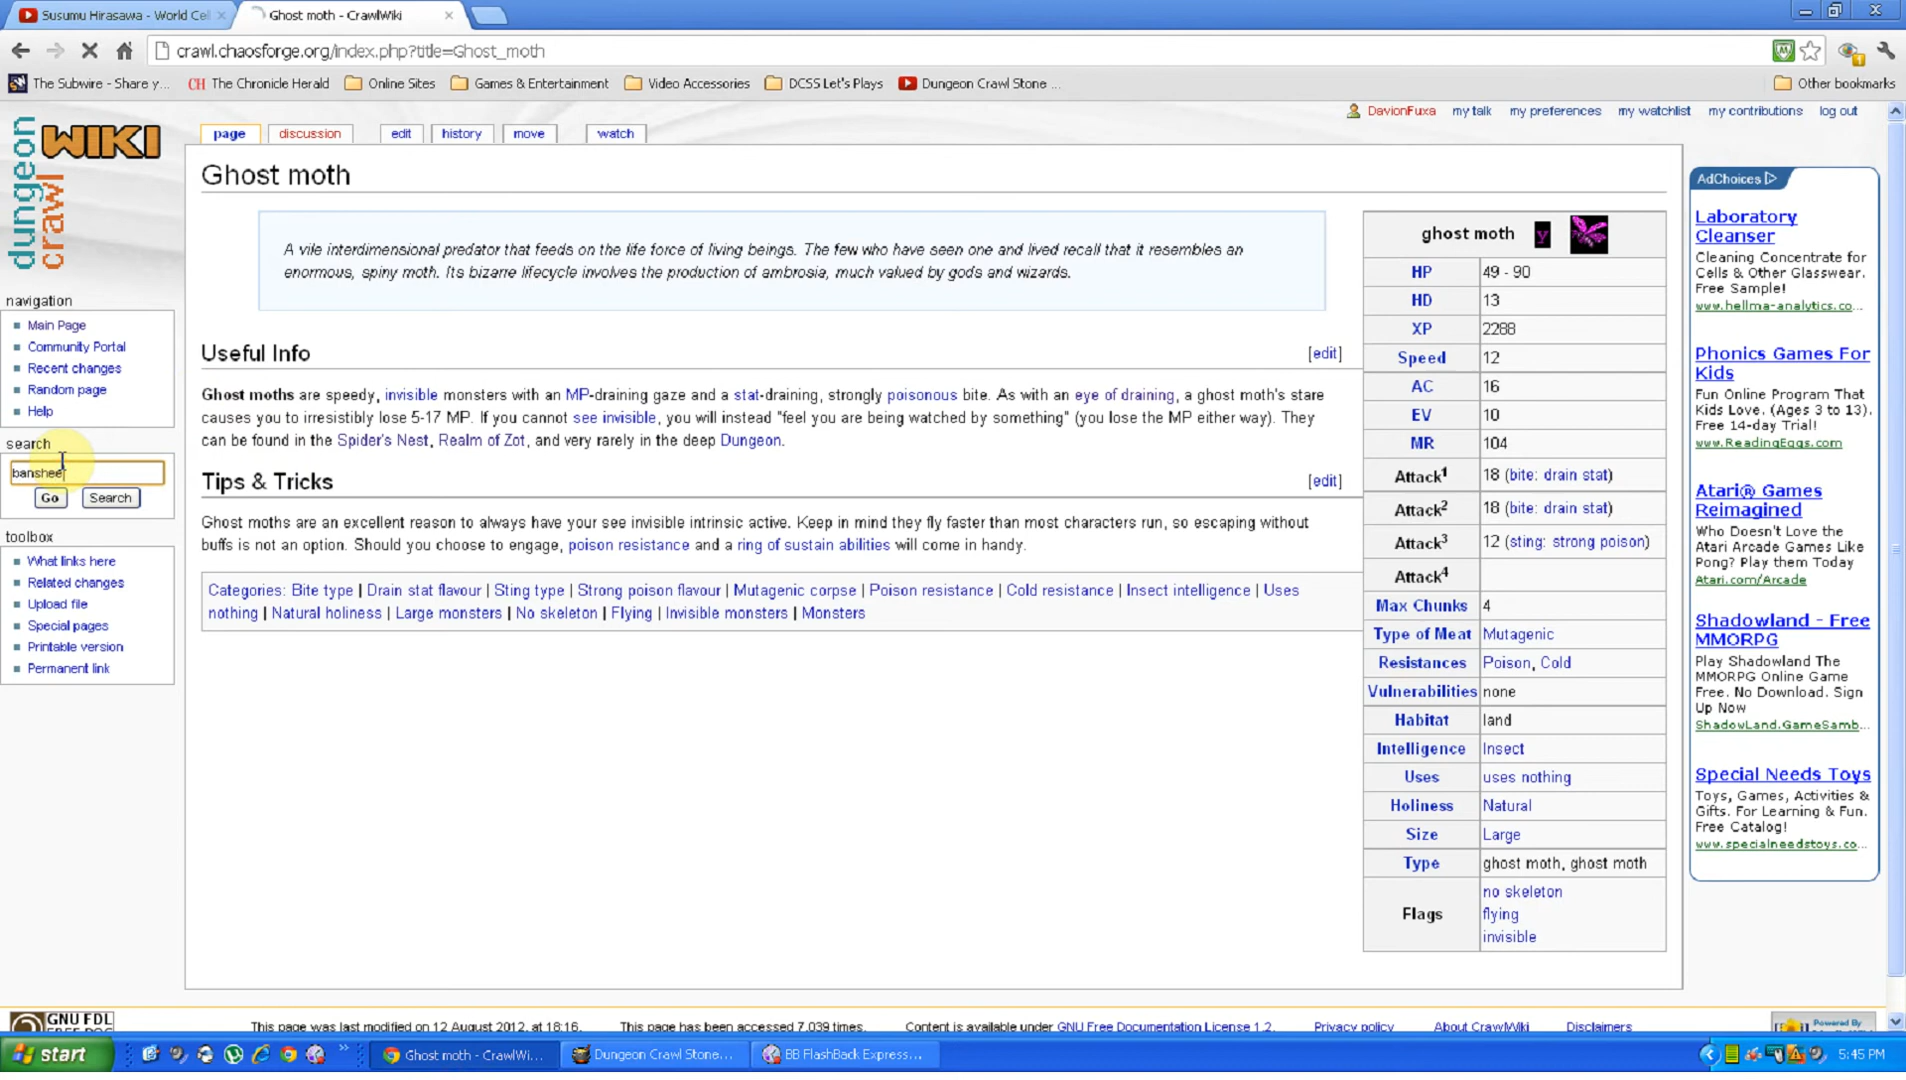 Susumu Hirasawa - World Cel
Ghost moth - CrawlWiki
crawl.chaosforge.org/index.php?title=Ghost_moth
The Subwire - Share y...
CH The Chronicle Herald
Online Sites
Games & Entertainment
Video Accessories
DCSS Let's Plays
Dungeon Crawl Stone ...
Other bookmarks
DavionFuxa my talk my preferences my watchlist my contributions log out
dungeon crawl WIKI
page discussion edit history move watch
Ghost moth
A vile interdimensional predator that feeds on the life force of living beings. The few who have seen one and lived recall that it resembles an
enormous, spiny moth. Its bizarre lifecycle involves the production of ambrosia, much valued by gods and wizards.
navigation
Main Page
Community Portal
Recent changes
Random page
Help
search
banshee
Go Search
toolbox
What links here
Related changes
Upload file
Special pages
Printable version
Permanent link
Useful Info [edit]
Ghost moths are speedy, invisible monsters with an MP-draining gaze and a stat-draining, strongly poisonous bite. As with an eye of draining, a ghost moth's stare
causes you to irresistibly lose 5-17 MP. If you cannot see invisible, you will instead "feel you are being watched by something" (you lose the MP either way). They
can be found in the Spider's Nest, Realm of Zot, and very rarely in the deep Dungeon.
Tips & Tricks [edit]
Ghost moths are an excellent reason to always have your see invisible intrinsic active. Keep in mind they fly faster than most characters run, so escaping without
buffs is not an option. Should you choose to engage, poison resistance and a ring of sustain abilities will come in handy.
Categories: Bite type | Drain stat flavour | Sting type | Strong poison flavour | Mutagenic corpse | Poison resistance | Cold resistance | Insect intelligence | Uses
nothing | Natural holiness | Large monsters | No skeleton | Flying | Invisible monsters | Monsters
ghost moth y
HP 49 - 90
HD 13
XP 2288
Speed 12
AC 16
EV 10
MR 104
Attack1 18 (bite: drain stat)
Attack2 18 (bite: drain stat)
Attack3 12 (sting: strong poison)
Attack4
Max Chunks 4
Type of Meat Mutagenic
Resistances Poison, Cold
Vulnerabilities none
Habitat land
Intelligence Insect
Uses uses nothing
Holiness Natural
Size Large
Type ghost moth, ghost moth
Flags no skeleton
flying
invisible
AdChoices
Laboratory
Cleanser
Cleaning Concentrate for
Cells & Other Glasswear.
Free Sample!
www.hellma-analytics.co...
Phonics Games For
Kids
Fun Online Program That
Kids Love. (Ages 3 to 13).
Free 14-day Trial!
www.ReadingEggs.com
Atari® Games
Reimagined
Who Doesn't Love the
Atari Arcade Games Like
Pong? Play them Today
Atari.com/Arcade
Shadowland - Free
MMORPG
Play Shadowland The
MMORPG Online Game
Free. No Download. Sign
Up Now
ShadowLand.GameSamb...
Special Needs Toys
Toys, Games, Activities &
Gifts. For Learning & Fun.
Free Catalog!
www.specialneedstoys.co...
GNU FDL
This page was last modified on 12 August 2012, at 18:16. This page has been accessed 7,039 times. Content is available under GNU Free Documentation License 1.2. Privacy policy About CrawlWiki Disclaimers
Powered By
start
Ghost moth - CrawlWi...
Dungeon Crawl Stone...
BB FlashBack Express...
5:45 PM